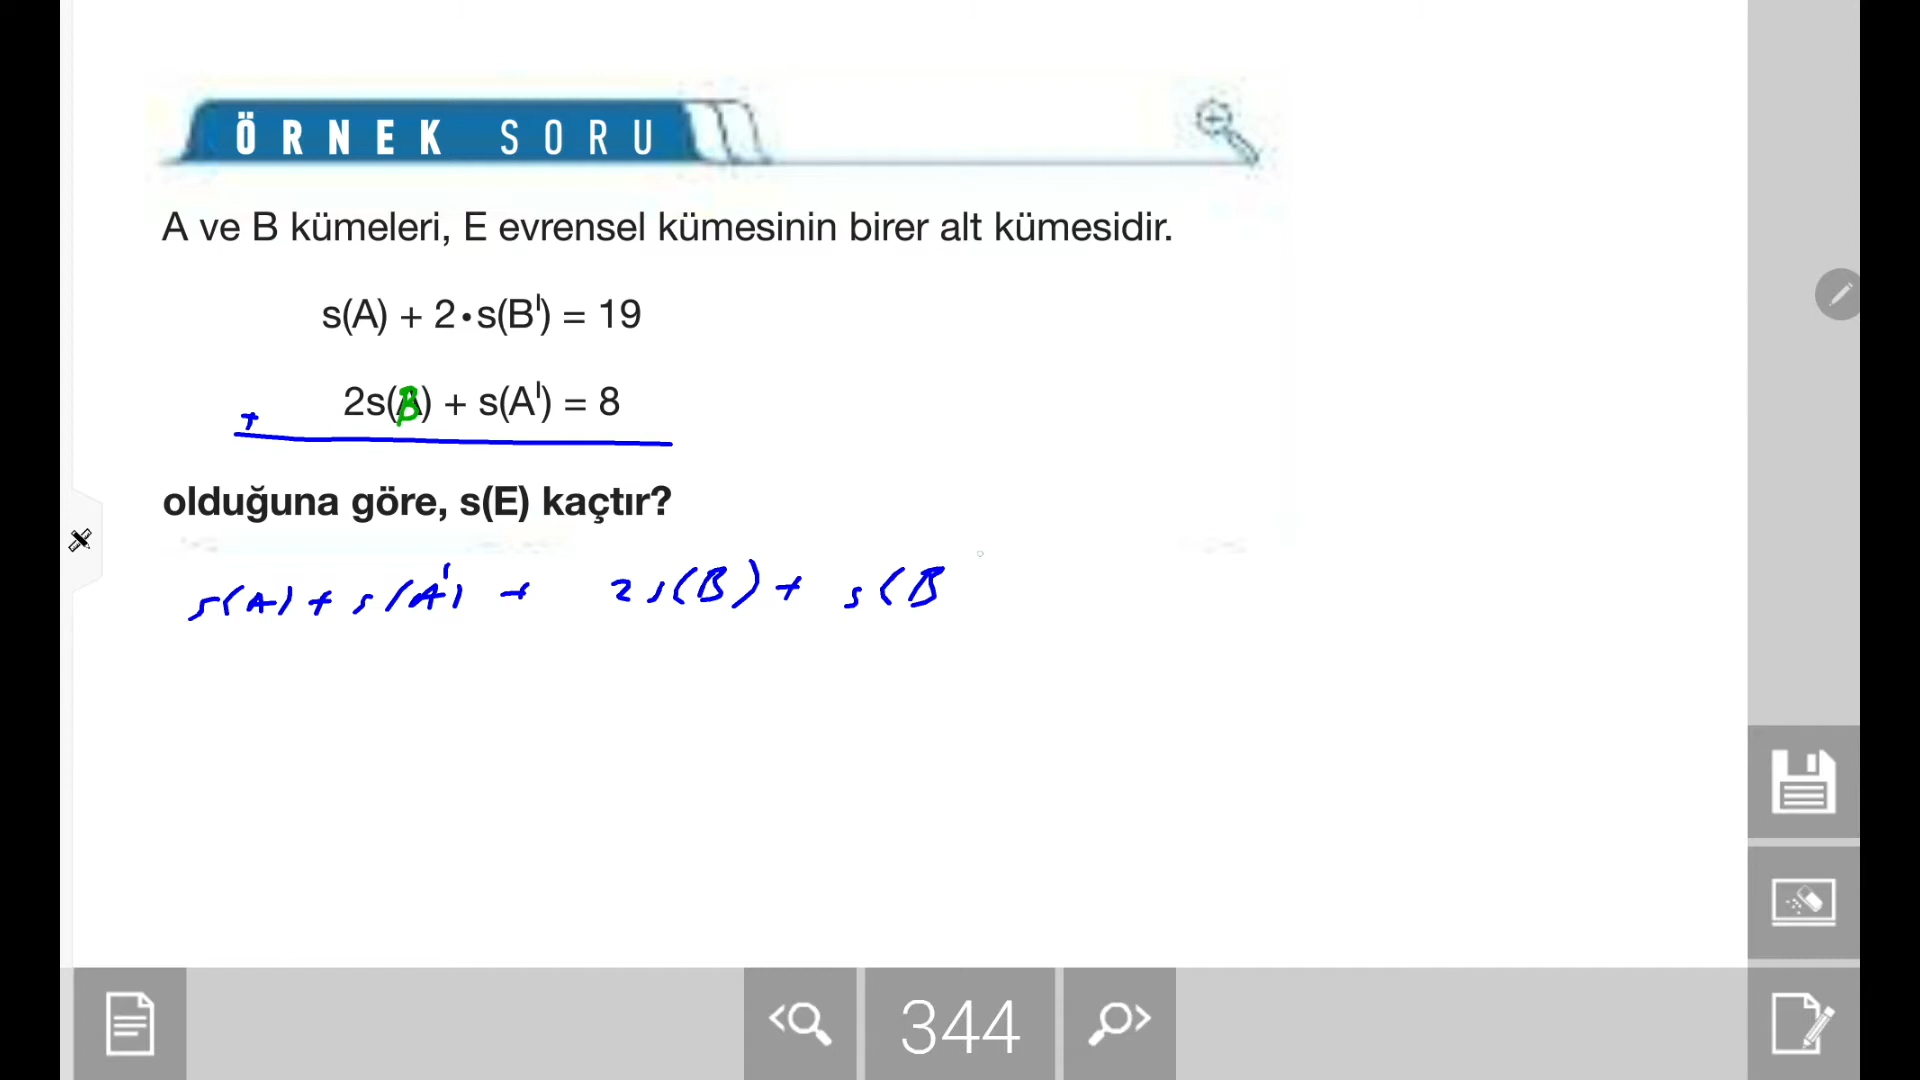 ÖRNEK SORU
A ve B kümeleri, E evrensel kümesinin birer alt kümesidir.
s(A) + 2·s(B') = 19
2s(B) + s(A') = 8
+
olduğuna göre, s(E) kaçtır?
s(A) + s(A') + 2s(B) + s(B
344